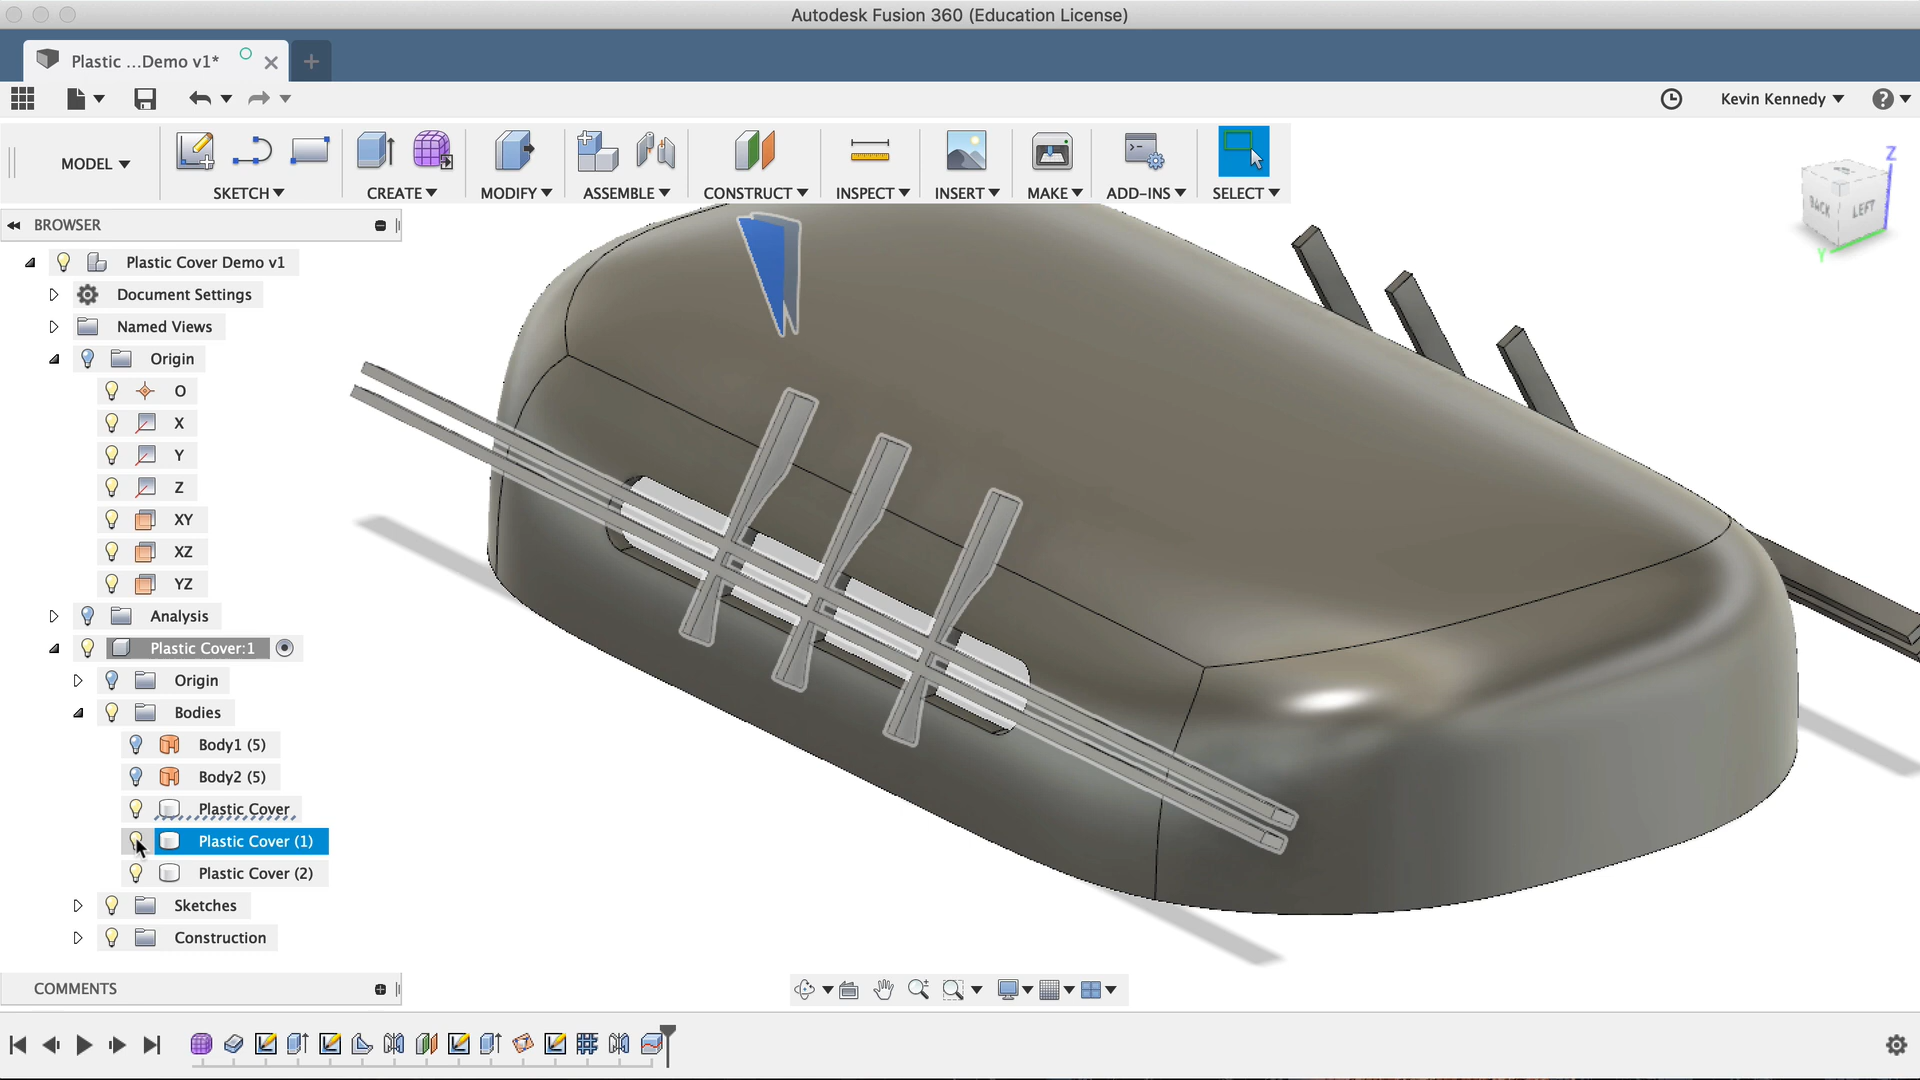 Autodesk Fusion 360 (Education License)
Plastic ...Demo v1*
Kevin Kennedy
MODEL
SKETCH
CREATE
MODIFY
ASSEMBLE
CONSTRUCT
INSPECT
INSERT
MAKE
ADD-INS
SELECT
Z
BACK
LEFT
Y
BROWSER
Plastic Cover Demo v1
Document Settings
Named Views
Origin
O
X
Y
Z
XY
XZ
YZ
Analysis
Plastic Cover:1
Origin
Bodies
Body1 (5)
Body2 (5)
Plastic Cover
Plastic Cover (1)
Plastic Cover (2)
Sketches
Construction
COMMENTS